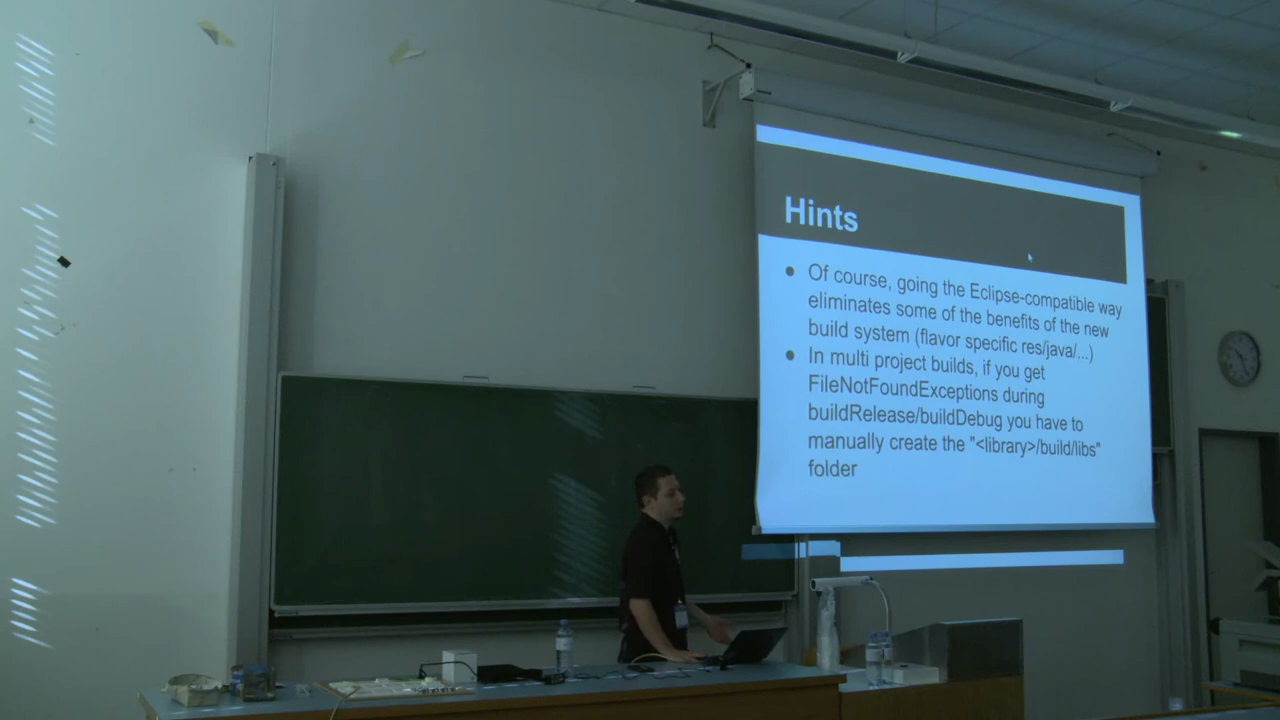 Hints
● Of course, going the Eclipse-compatible way
eliminates some of the benefits of the new
build system (flavor specific res/java/...)
● In multi project builds, if you get
FileNotFoundExceptions during
buildRelease/buildDebug you have to
manually create the "<library>/build/libs"
folder